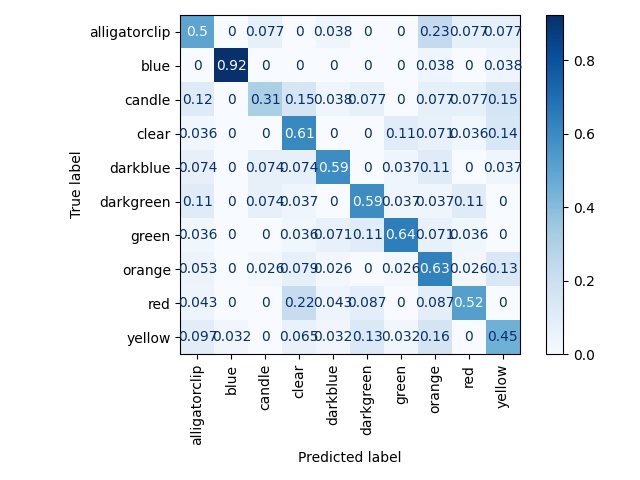 alligatorclip 0.5 0 0.077 0 0.038 0 0 0.23 0.077 0.077
blue 0 0.92 0 0 0 0 0 0.038 0 0.038
candle 0.12 0 0.31 0.15 0.038 0.077 0 0.077 0.077 0.15
clear 0.036 0 0 0.61 0 0 0.11 0.071 0.036 0.14
darkblue 0.074 0 0.074 0.074 0.59 0 0.037 0.11 0 0.037
darkgreen 0.11 0 0.074 0.037 0 0.59 0.037 0.037 0.11 0
green 0.036 0 0 0.036 0.071 0.11 0.64 0.071 0.036 0
orange 0.053 0 0.026 0.079 0.026 0 0.026 0.63 0.026 0.13
red 0.043 0 0 0.22 0.043 0.087 0 0.087 0.52 0
yellow 0.097 0.032 0 0.065 0.032 0.13 0.032 0.16 0 0.45
True label
alligatorclip
blue
candle
clear
darkblue
darkgreen
green
orange
red
yellow
Predicted label
0.8
0.6
0.4
0.2
0.0